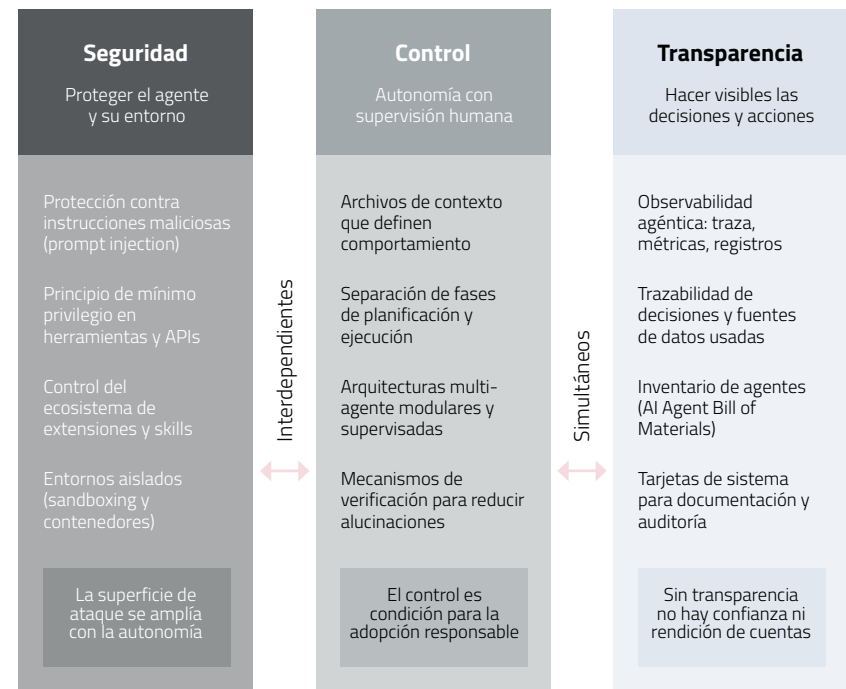 Seguridad
Proteger el agente
y su entorno
Protección contra
instrucciones maliciosas
(prompt injection)
Principio de mínimo
privilegio en
herramientas y APIs
Control del
ecosistema de
extensiones y skills
Entornos aislados
(sandboxing y
contenedores)
La superficie de
ataque se amplía
con la autonomía
Interdependientes
Control
Autonomía con
supervisión humana
Archivos de contexto
que definen
comportamiento
Separación de fases
de planificación y
ejecución
Arquitecturas multi-
agente modulares y
supervisadas
Mecanismos de
verificación para reducir
alucinaciones
El control es
condición para la
adopción responsable
Simultáneos
Transparencia
Hacer visibles las
decisiones y acciones
Observabilidad
agéntica: traza,
métricas, registros
Trazabilidad de
decisiones y fuentes
de datos usadas
Inventario de agentes
(AI Agent Bill of
Materials)
Tarjetas de sistema
para documentación y
auditoría
Sin transparencia
no hay confianza ni
rendición de cuentas